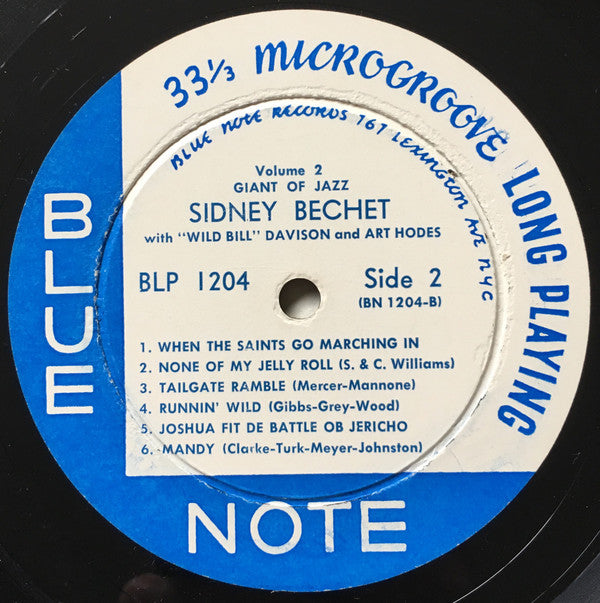 33⅓ MICROGROOVE LONG PLAYING
BLUE NOTE RECORDS 767 LEXINGTON AVE NYC
Volume 2
GIANT OF JAZZ
SIDNEY BECHET
with "WILD BILL" DAVISON and ART HODES
BLP 1204
Side 2
(BN 1204-B)
1. WHEN THE SAINTS GO MARCHING IN
2. NONE OF MY JELLY ROLL (S. & C. Williams)
3. TAILGATE RAMBLE (Mercer-Mannone)
4. RUNNIN' WILD (Gibbs-Grey-Wood)
5. JOSHUA FIT DE BATTLE OB JERICHO
6. MANDY (Clarke-Turk-Meyer-Johnston)
BLUE
NOTE